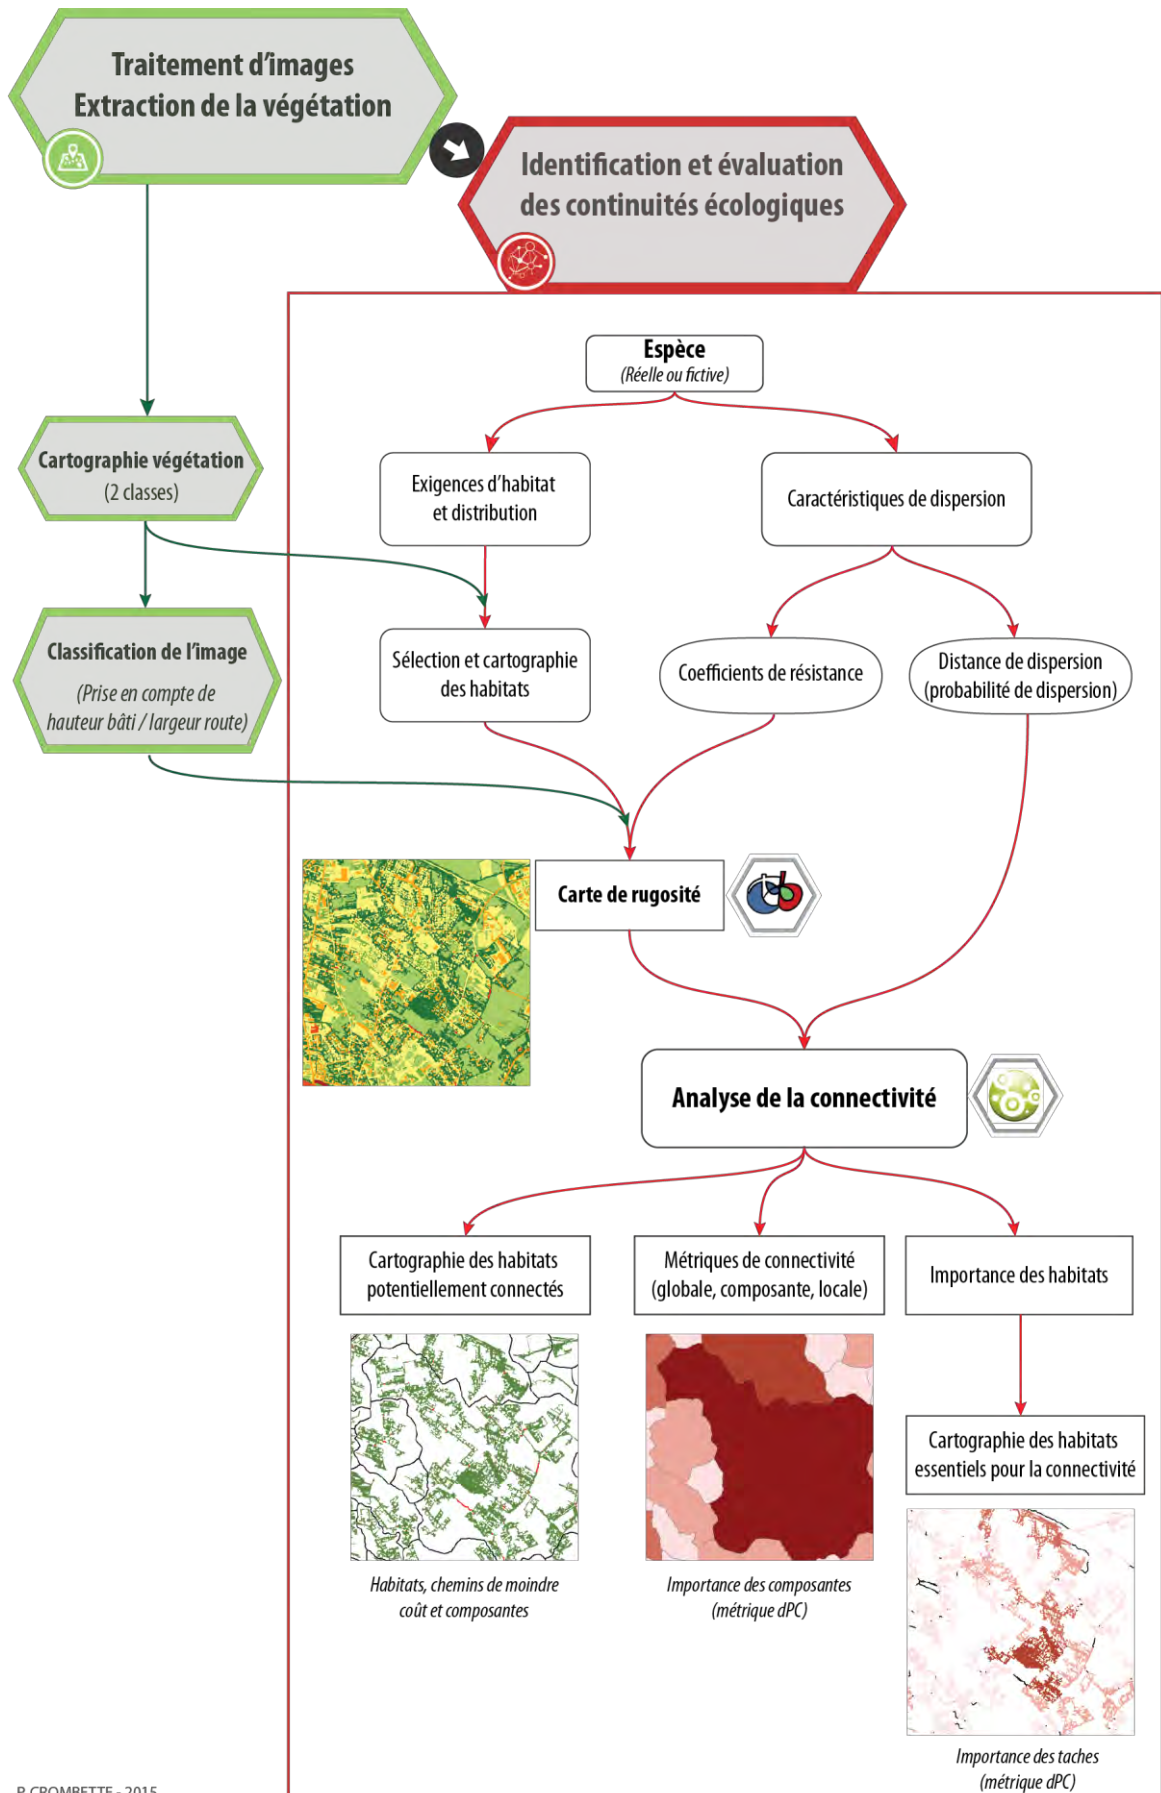 Traitement d'images
Extraction de la végétation
Identification et évaluation
des continuités écologiques
Espèce
(Réelle ou fictive)
Cartographie végétation
(2 classes)
Exigences d'habitat
et distribution
Caractéristiques de dispersion
Classification de l'image
(Prise en compte de
hauteur bâti / largeur route)
Sélection et cartographie
des habitats
Coefficients de résistance
Distance de dispersion
(probabilité de dispersion)
Carte de rugosité
Analyse de la connectivité
Cartographie des habitats
potentiellement connectés
Métriques de connectivité
(globale, composante, locale)
Importance des habitats
Cartographie des habitats
essentiels pour la connectivité
Habitats, chemins de moindre
coût et composantes
Importance des composantes
(métrique dPC)
Importance des taches
(métrique dPC)
P. CROMBETTE - 2015